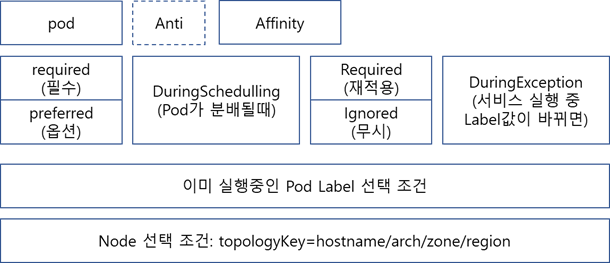 pod
Anti
Affinity
required
(필수)
preferred
(옵션)
DuringSchedulling
(Pod가 분배될때)
Required
(재적용)
Ignored
(무시)
DuringException
(서비스 실행 중
Label값이 바뀌면)
이미 실행중인 Pod Label 선택 조건
Node 선택 조건: topologyKey=hostname/arch/zone/region